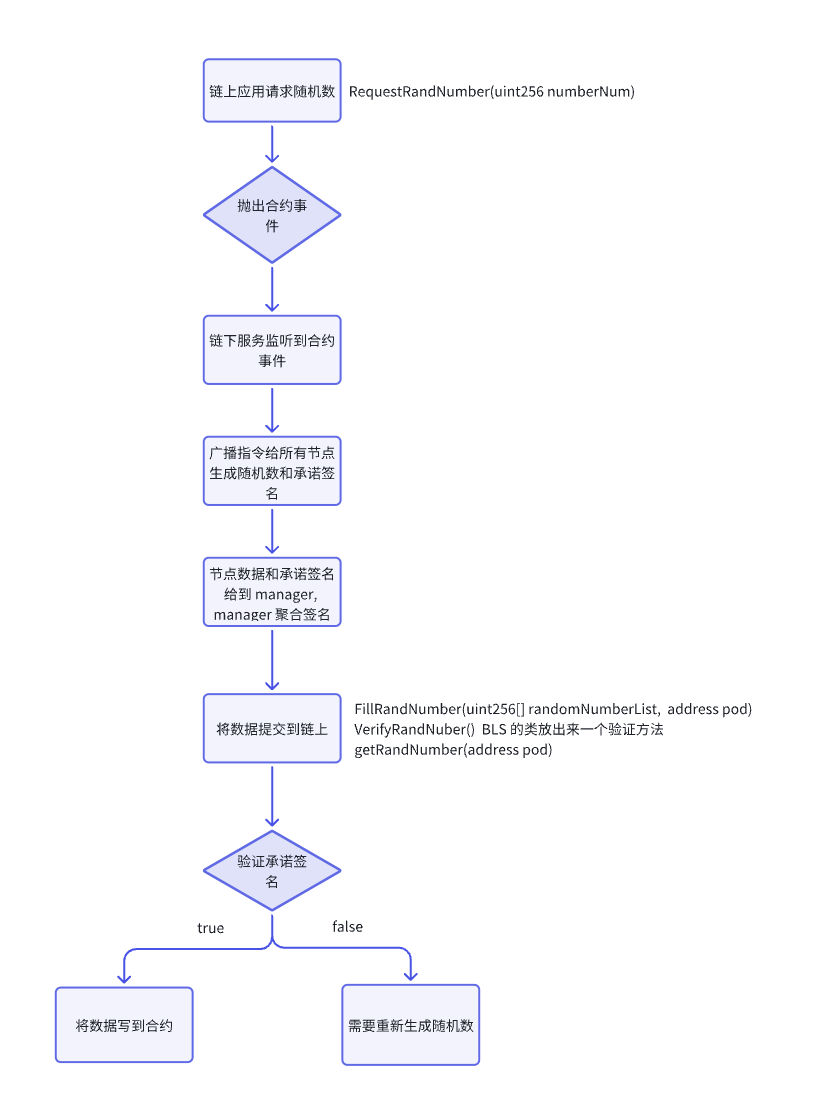 链上应用请求随机数
RequestRandNumber(uint256 numberNum)
抛出合约事
件
链下服务监听到合约
事件
广播指令给所有节点
生成随机数和承诺签
名
节点数据和承诺签名
给到 manager,
manager 聚合签名
将数据提交到链上
FillRandNumber(uint256[] randomNumberList, address pod)
VerifyRandNuber() BLS 的类放出来一个验证方法
getRandNumber(address pod)
验证承诺签
名
true
false
将数据写到合约
需要重新生成随机数